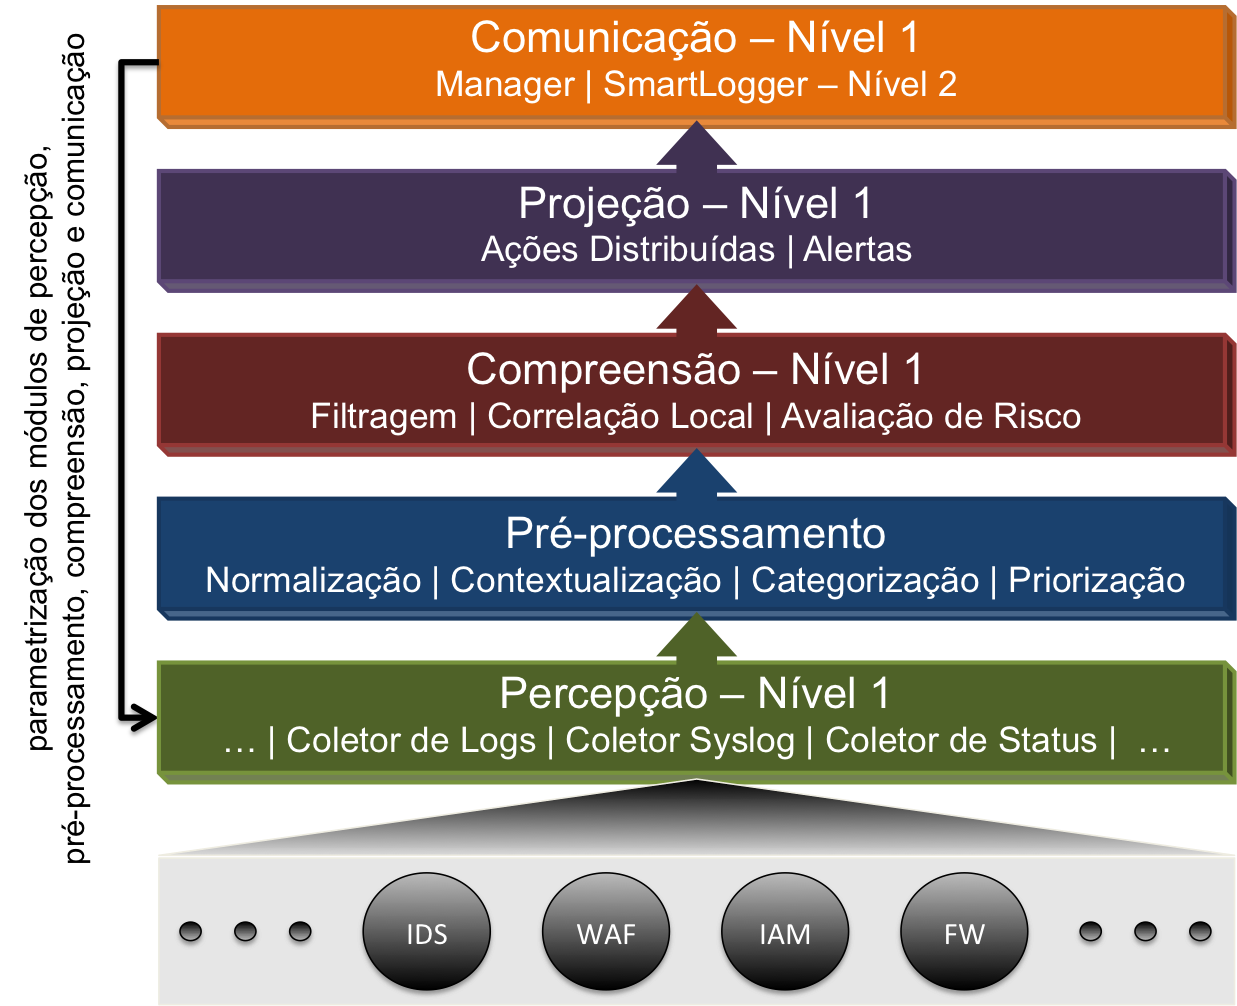 Comunicação – Nível 1
Manager | SmartLogger – Nível 2
Projeção – Nível 1
Ações Distribuídas | Alertas
Compreensão – Nível 1
Filtragem | Correlação Local | Avaliação de Risco
Pré-processamento
Normalização | Contextualização | Categorização | Priorização
Percepção – Nível 1
… | Coletor de Logs | Coletor Syslog | Coletor de Status | …
IDS
WAF
IAM
FW
parametrização dos módulos de percepção,
pré-processamento, compreensão, projeção e comunicação